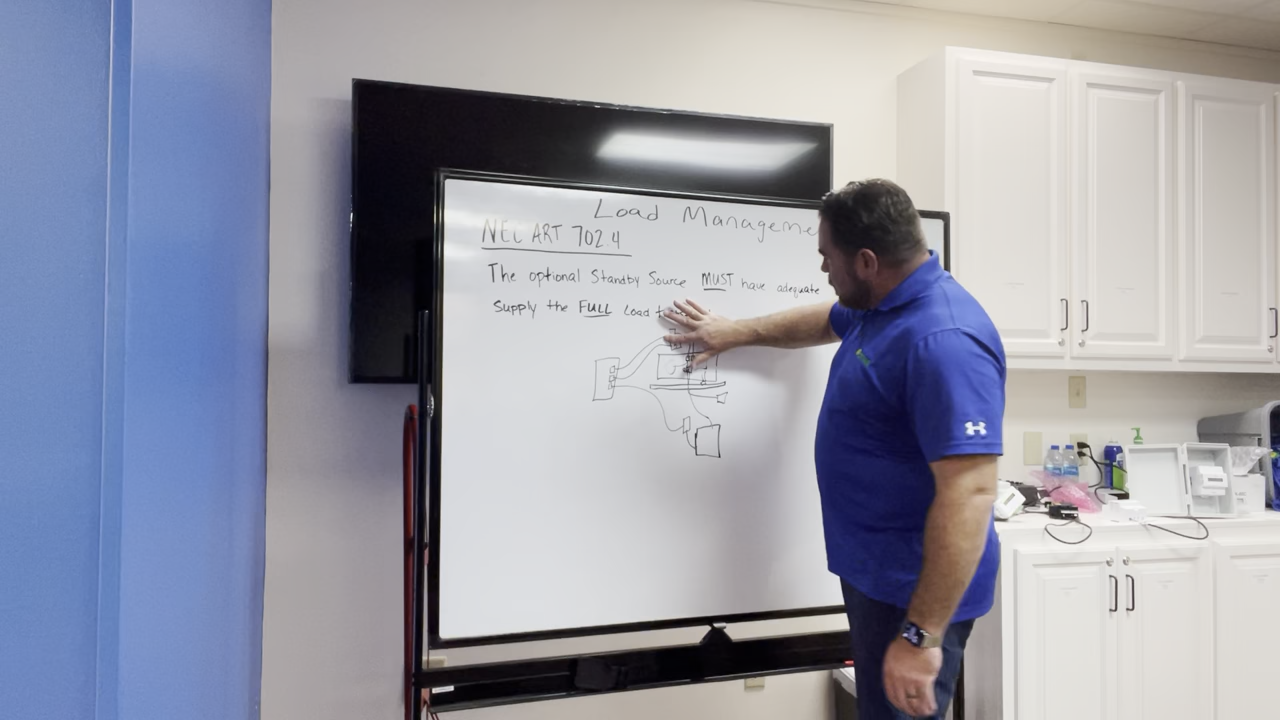 Load Manageme
NEC ART 702.4
The optional Standby Source MUST have adequate
Supply the FULL Load